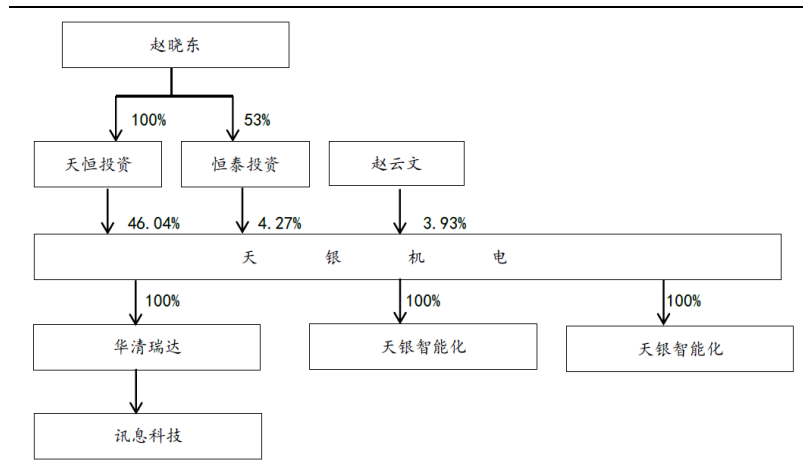 赵晓东
100% 53%
天恒投资 恒泰投资 赵云文
46.04% 4.27% 3.93%
天 银 机 电
100% 100% 100%
华清瑞达 天银智能化 天银智能化
讯息科技